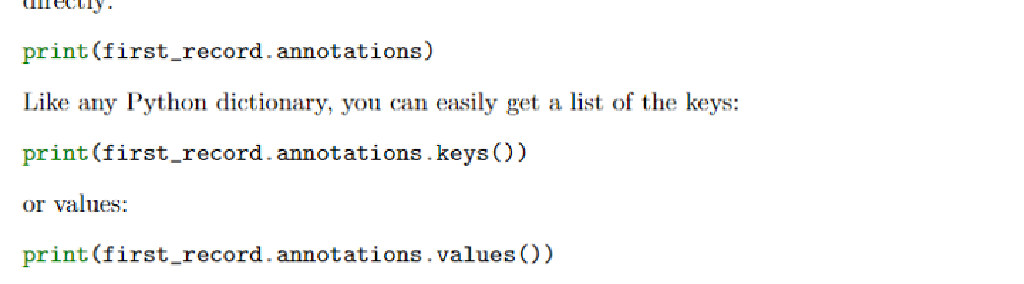 directly:
print(first_record.annotations)
Like any Python dictionary, you can easily get a list of the keys:
print(first_record.annotations.keys())
or values:
print(first_record.annotations.values())